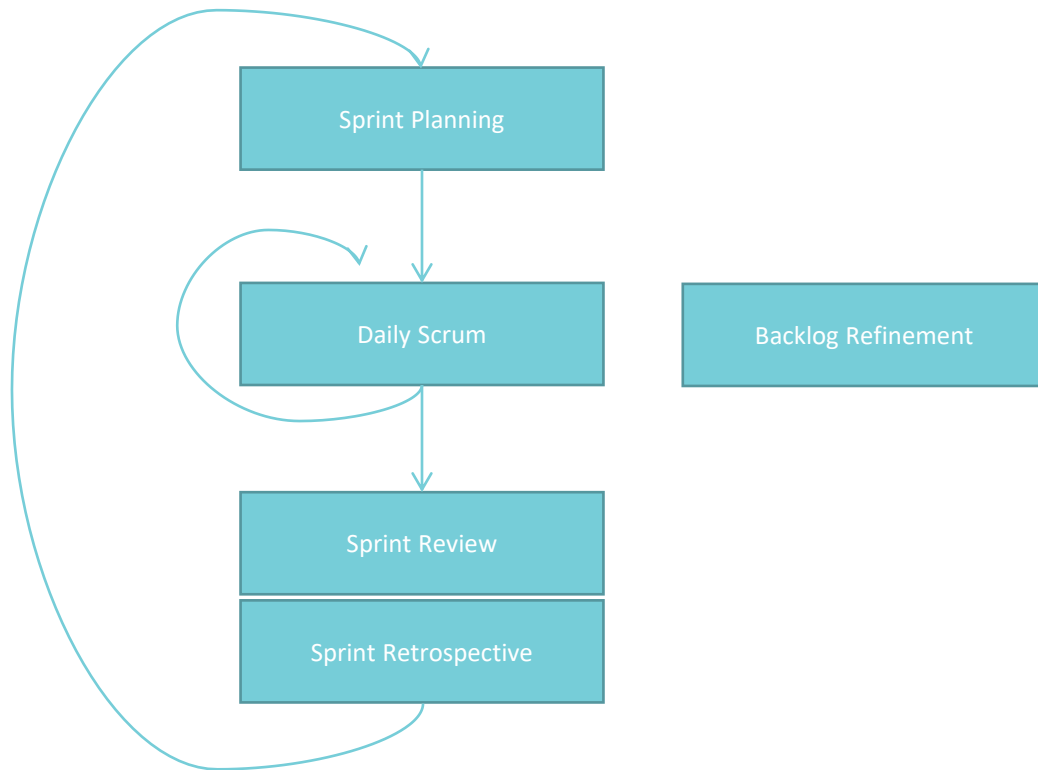 Sprint Planning
Daily Scrum
Backlog Refinement
Sprint Review
Sprint Retrospective